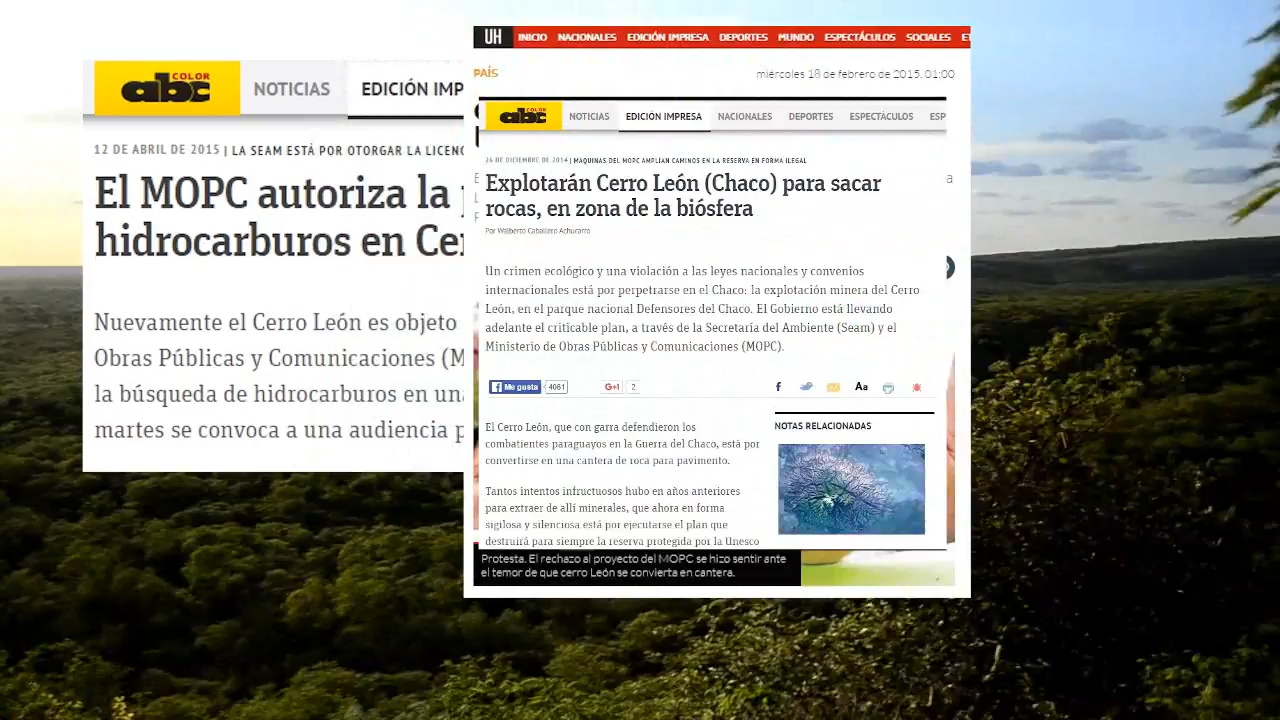 abc COLOR
NOTICIAS
EDICIÓN IMP
12 DE ABRIL DE 2015 | LA SEAM ESTÁ POR OTORGAR LA LICENC
El MOPC autoriza la
hidrocarburos en Ce
Nuevamente el Cerro León es objeto
Obras Públicas y Comunicaciones (M
la búsqueda de hidrocarburos en un
martes se convoca a una audiencia p
UH INICIO NACIONALES EDICIÓN IMPRESA DEPORTES MUNDO ESPECTÁCULOS SOCIALES
PAÍS
miércoles 18 de febrero de 2015, 01:00
abc COLOR NOTICIAS EDICIÓN IMPRESA NACIONALES DEPORTES ESPECTÁCULOS ESP
26 DE DICIEMBRE DE 2014 | MÁQUINAS DEL MOPC AMPLÍAN CAMINOS EN LA RESERVA EN FORMA ILEGAL
Explotarán Cerro León (Chaco) para sacar
rocas, en zona de la biósfera
Por Walberto Caballero Achucarro
Un crimen ecológico y una violación a las leyes nacionales y convenios
internacionales está por perpetrarse en el Chaco: la explotación minera del Cerro
León, en el parque nacional Defensores del Chaco. El Gobierno está llevando
adelante el criticable plan, a través de la Secretaría del Ambiente (Seam) y el
Ministerio de Obras Públicas y Comunicaciones (MOPC).
Me gusta 4061 G+1 2 Aa
El Cerro León, que con garra defendieron los
combatientes paraguayos en la Guerra del Chaco, está por
convertirse en una cantera de roca para pavimento.
NOTAS RELACIONADAS
Tantos intentos infructuosos hubo en años anteriores
para extraer de allí minerales, que ahora en forma
sigilosa y silenciosa está por ejecutarse el plan que
destruirá para siempre la reserva protegida por la Unesco
Protesta. El rechazo al proyecto del MOPC se hizo sentir ante
el temor de que cerro León se convierta en cantera.